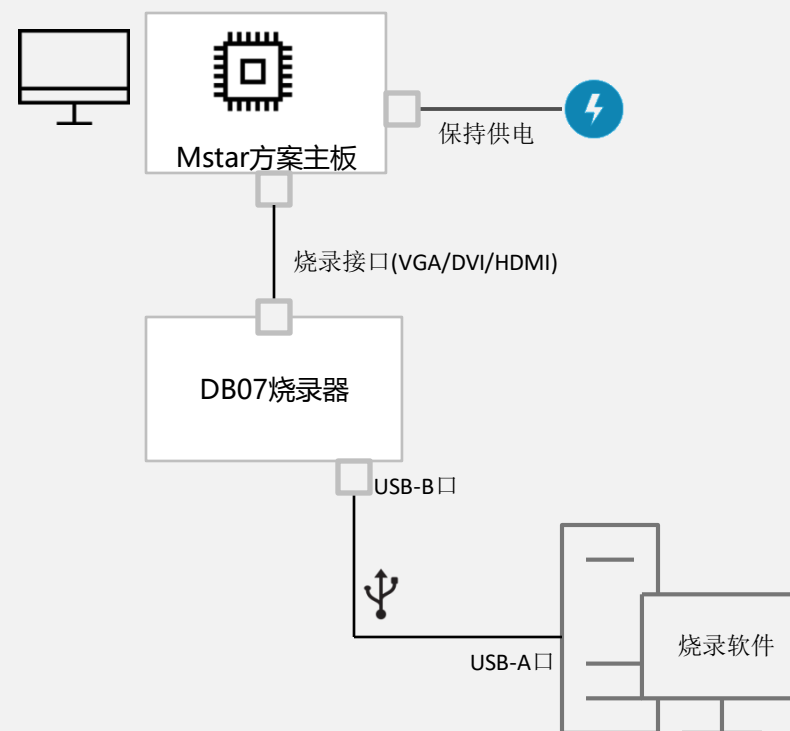 保持供电
Mstar方案主板
烧录接口(VGA/DVI/HDMI)
DB07烧录器
USB-B口
烧录软件
USB-A口